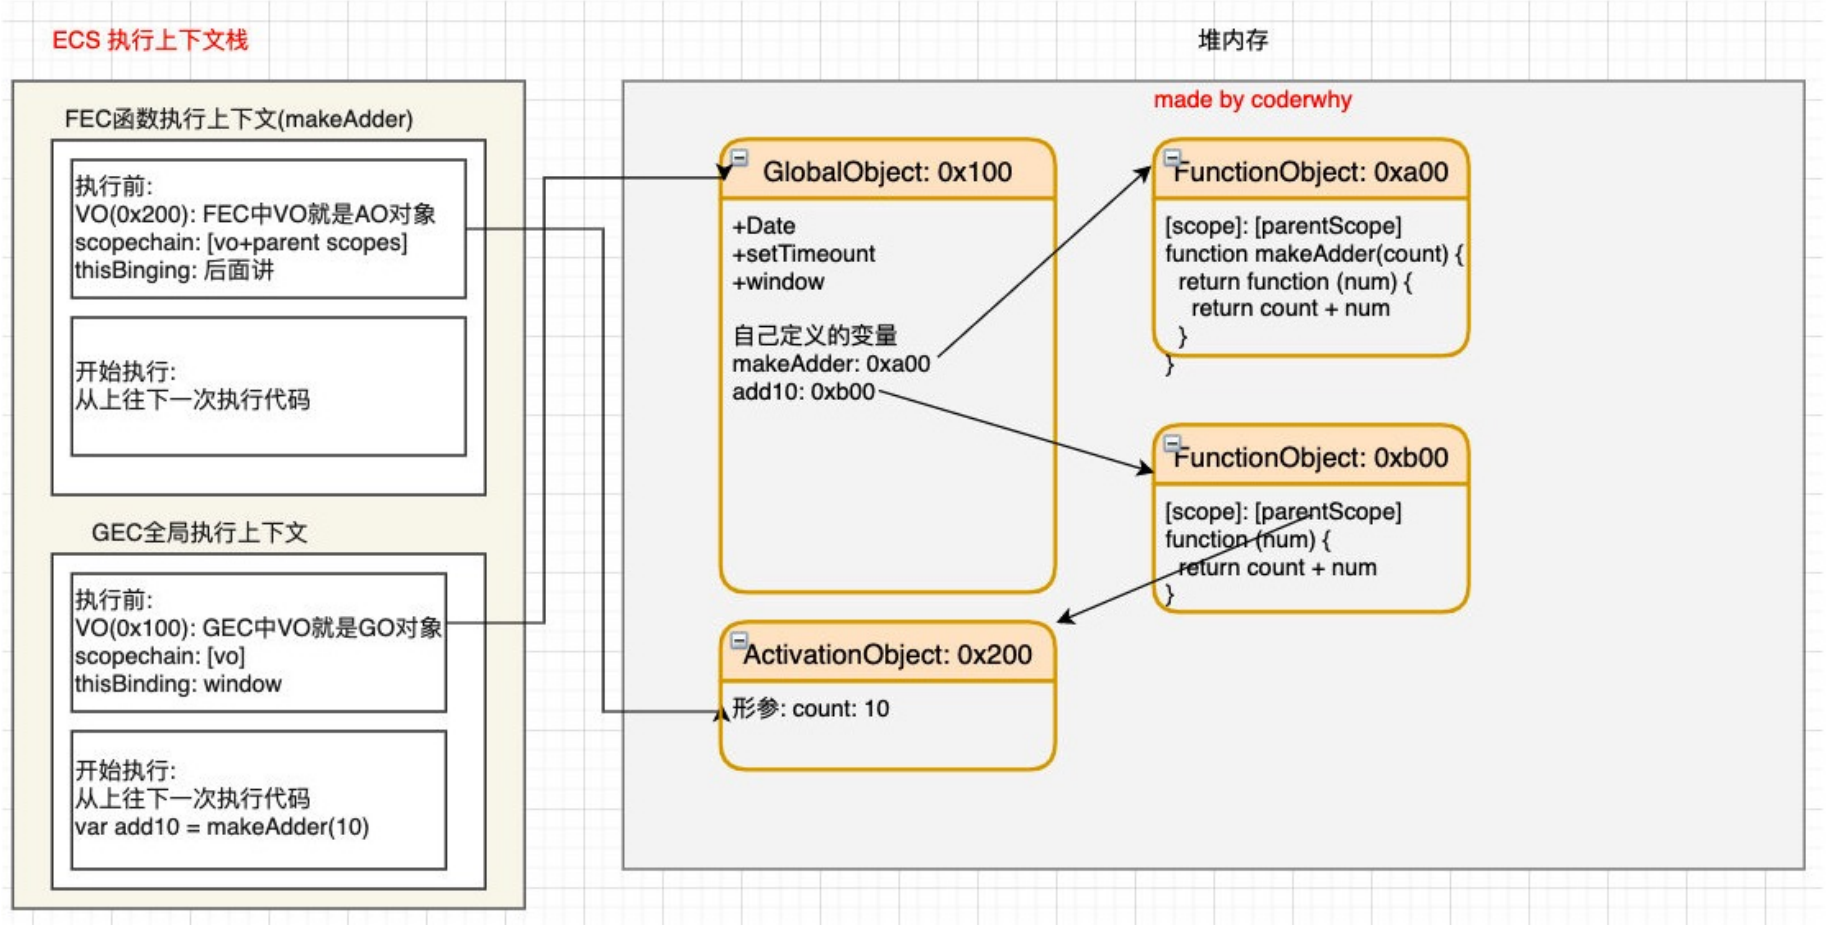 ECS 执行上下文栈
FEC函数执行上下文(makeAdder)
执行前:
VO(0x200): FEC中VO就是AO对象
scopechain: [vo+parent scopes]
thisBinging: 后面讲
开始执行:
从上往下一次执行代码
GEC全局执行上下文
执行前:
VO(0x100): GEC中VO就是GO对象
scopechain: [vo]
thisBinding: window
开始执行:
从上往下一次执行代码
var add10 = makeAdder(10)
堆内存
made by coderwhy
GlobalObject: 0x100
+Date
+setTimeount
+window
自己定义的变量
makeAdder: 0xa00
add10: 0xb00
FunctionObject: 0xa00
[scope]: [parentScope]
function makeAdder(count) {
return function (num) {
return count + num
}
}
FunctionObject: 0xb00
[scope]: [parentScope]
function (num) {
return count + num
}
ActivationObject: 0x200
形参: count: 10